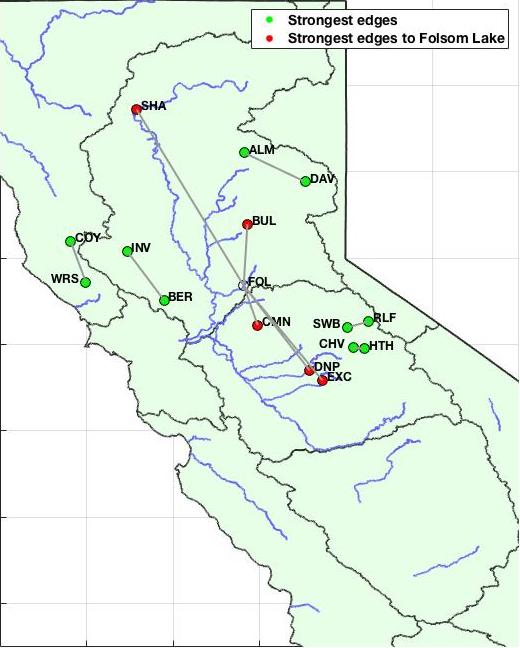 Strongest edges
Strongest edges to Folsom Lake
SHA
ALM
DAV
BUL
COY
INV
WRS
FOL
BER
CMN
SWB
RLF
CHV
HTH
DNP
EXC